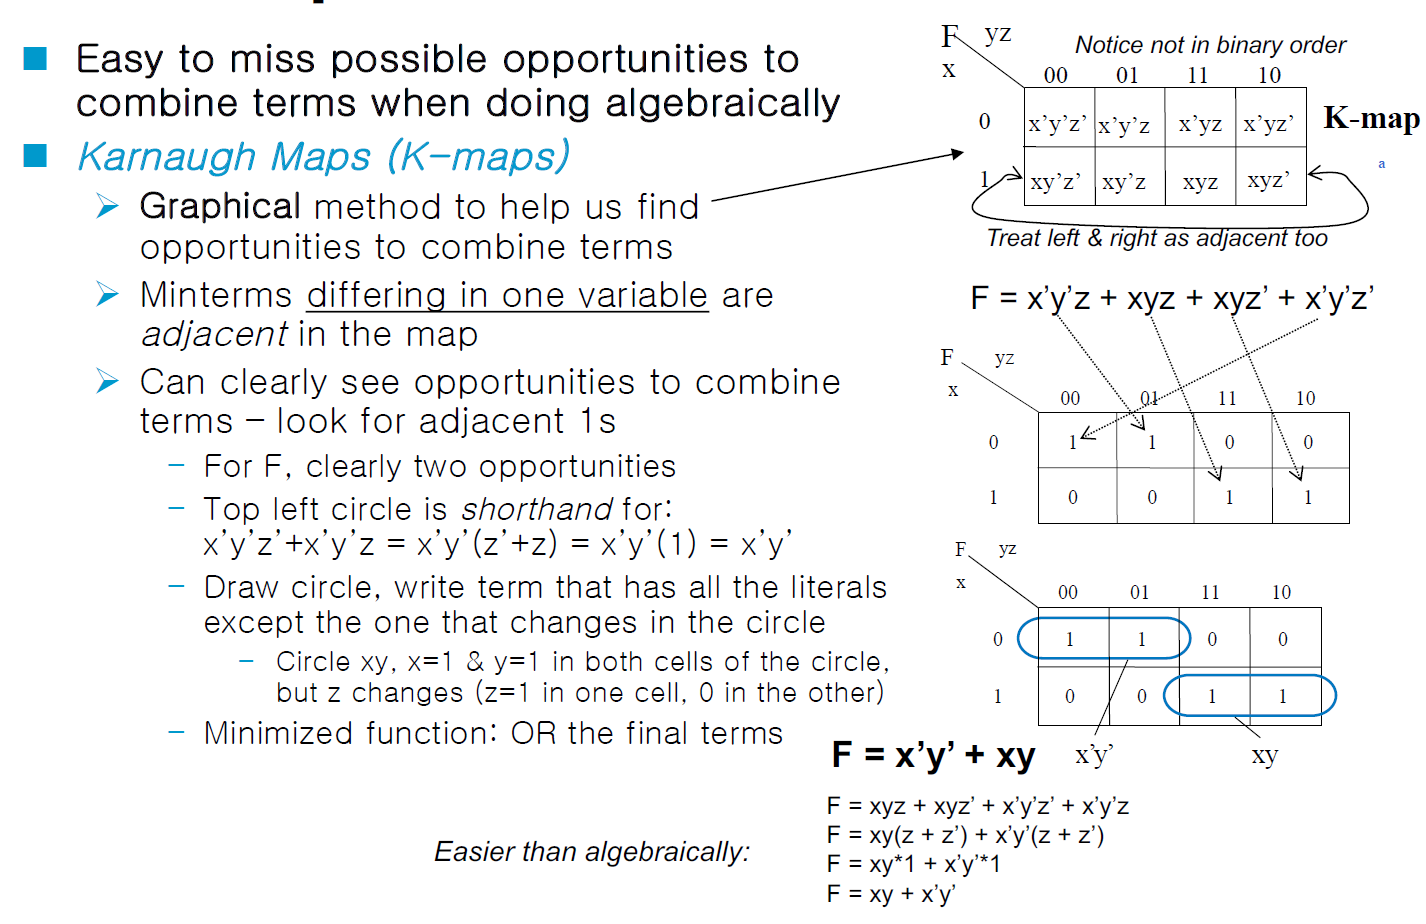 Easy to miss possible opportunities to
combine terms when doing algebraically
Karnaugh Maps (K-maps)
Graphical method to help us find
opportunities to combine terms
Minterms differing in one variable are
adjacent in the map
Can clearly see opportunities to combine
terms – look for adjacent 1s
– For F, clearly two opportunities
– Top left circle is shorthand for:
x'y'z'+x'y'z = x'y'(z'+z) = x'y'(1) = x'y'
– Draw circle, write term that has all the literals
except the one that changes in the circle
– Circle xy, x=1 & y=1 in both cells of the circle,
but z changes (z=1 in one cell, 0 in the other)
– Minimized function: OR the final terms
F yz
Notice not in binary order
x
00 01 11 10
0 x'y'z' x'y'z x'yz x'yz'
K-map
a
1 xy'z' xy'z xyz xyz'
Treat left & right as adjacent too
F = x'y'z + xyz + xyz' + x'y'z'
F yz
x
00 01 11 10
0 1 1 0 0
1 0 0 1 1
F yz
x
00 01 11 10
0 1 1 0 0
1 0 0 1 1
F = x'y' + xy
x'y' xy
Easier than algebraically:
F = xyz + xyz' + x'y'z' + x'y'z
F = xy(z + z') + x'y'(z + z')
F = xy*1 + x'y'*1
F = xy + x'y'